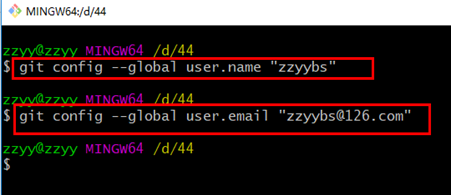 MINGW64:/d/44
zzyy@zzyy MINGW64 /d/44
$ git config --global user.name "zzyybs"
zzyy@zzyy MINGW64 /d/44
$ git config --global user.email "zzyybs@126.com"
zzyy@zzyy MINGW64 /d/44
$